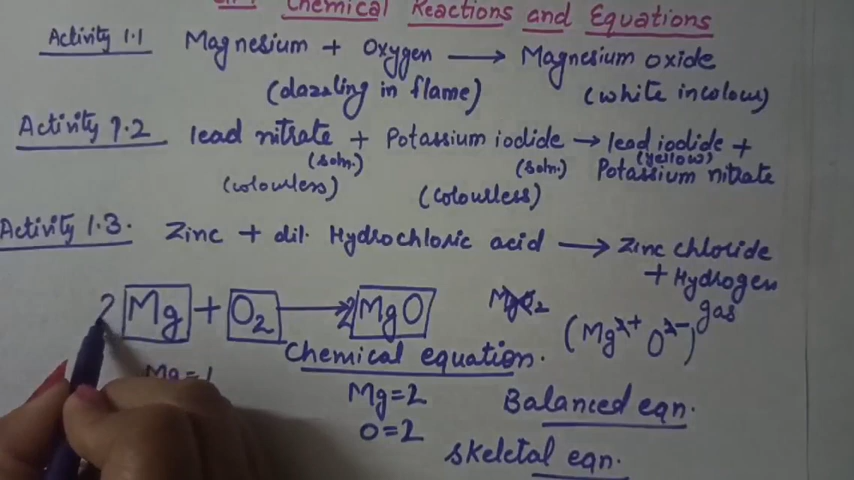 Chemical Reactions and Equations
Activity 1.1 Magnesium + Oxygen ⟶ Magnesium oxide
(dazzling in flame) (white in colour)
Activity 1.2 lead nitrate + Potassium iodide → lead iodide +
(soln.) (soln.) (yellow) Potassium nitrate
(colourless) (colourless)
Activity 1.3. Zinc + dil. Hydrochloric acid ⟶ Zinc chloride
+ Hydrogen
gas
2 Mg + O2 ⟶ 2 MgO MgO2 (Mg2+ O2-)
Chemical equation.
Mg=1
Mg=2 Balanced eqn.
O=2
Skeletal eqn.